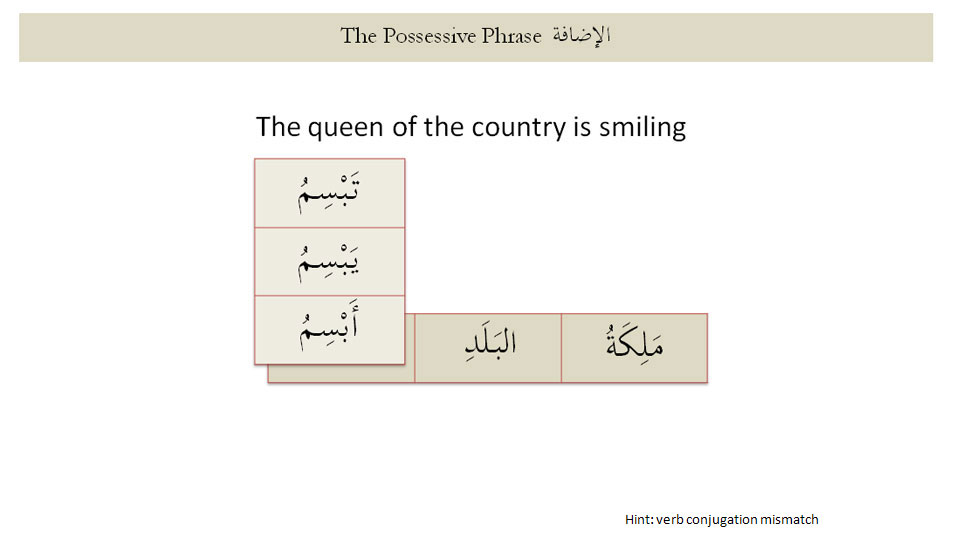 The Possessive Phrase الإضافة
The queen of the country is smiling
تَبْسِمُ
يَبْسِمُ
أَبْسِمُ
مَلِكَةُ البَلَدِ
Hint: verb conjugation mismatch